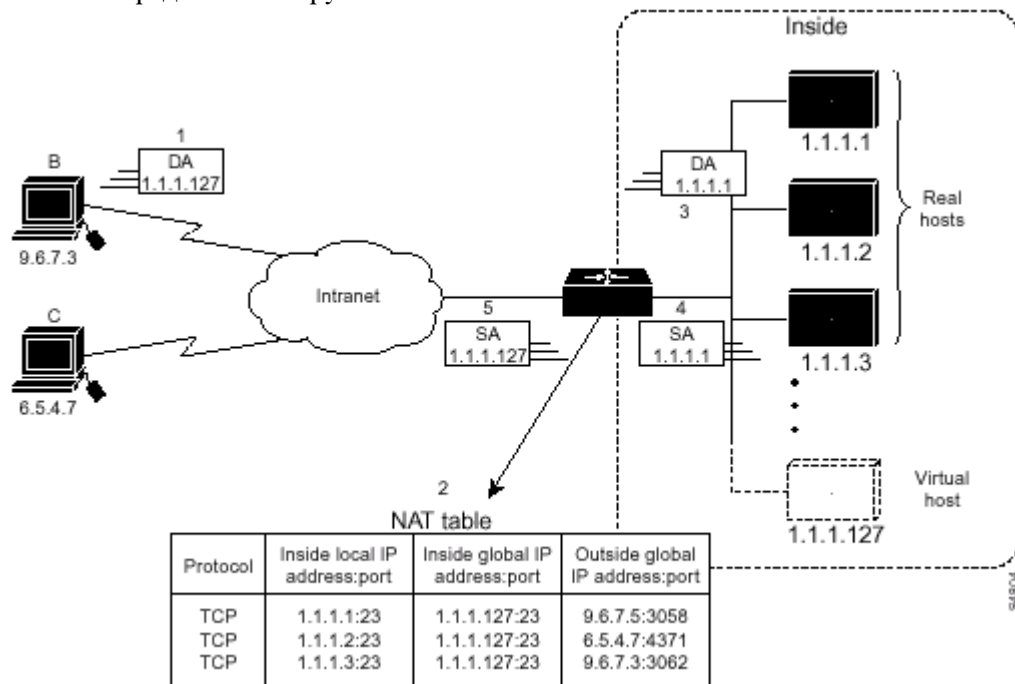 Inside
1
B
DA
1.1.1.127
9.6.7.3
C
6.5.4.7
Intranet
5
SA
1.1.1.127
DA
1.1.1.1
3
4
SA
1.1.1.1
1.1.1.1
1.1.1.2
1.1.1.3
Real
hosts
Virtual
host
1.1.1.127
2
NAT table
Protocol Inside local IP address:port Inside global IP address:port Outside global IP address:port
TCP 1.1.1.1:23 1.1.1.127:23 9.6.7.5:3058
TCP 1.1.1.2:23 1.1.1.127:23 6.5.4.7:4371
TCP 1.1.1.3:23 1.1.1.127:23 9.6.7.3:3062